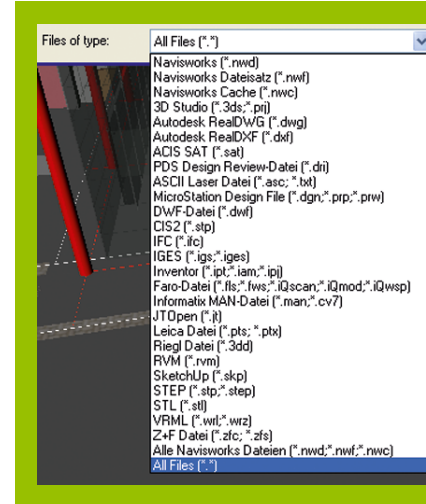 Files of type:
All Files (*.*)
Navisworks (*.nwd)
Navisworks Dateisatz (*.nwf)
Navisworks Cache (*.nwc)
3D Studio (*.3ds;*.prj)
Autodesk RealDWG (*.dwg)
Autodesk RealDXF (*.dxf)
ACIS SAT (*.sat)
PDS Design Review-Datei (*.dri)
ASCII Laser Datei (*.asc; *.txt)
MicroStation Design File (*.dgn;*.prp;*.prw)
DWF-Datei (*.dwf)
CIS2 (*.stp)
IFC (*.ifc)
IGES (*.igs;*.iges)
Inventor (*.ipt;*.iam;*.ipj)
Faro-Datei (*.fls;*.fws;*.iQscan;*.iQmod;*.iQwsp)
Informatix MAN-Datei (*.man;*.cv7)
JTOpen (*.jt)
Leica Datei (*.pts; *.ptx)
Riegl Datei (*.3dd)
RVM (*.rvm)
SketchUp (*.skp)
STEP (*.stp;*.step)
STL (*.stl)
VRML (*.wrl;*.wrz)
Z+F Datei (*.zfc; *.zfs)
Alle Navisworks Dateien (*.nwd;*.nwf;*.nwc)
All Files (*.*)